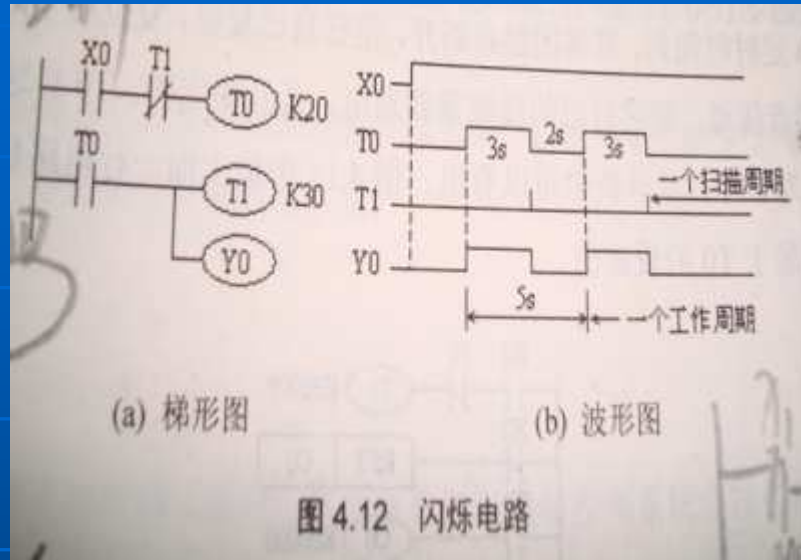 X0 T1
T0 K20
T0
T1 K30
Y0
X0
T0 3s 2s 3s
T1 一个扫描周期
Y0
5s 一个工作周期
(a) 梯形图
(b) 波形图
图 4.12 闪烁电路